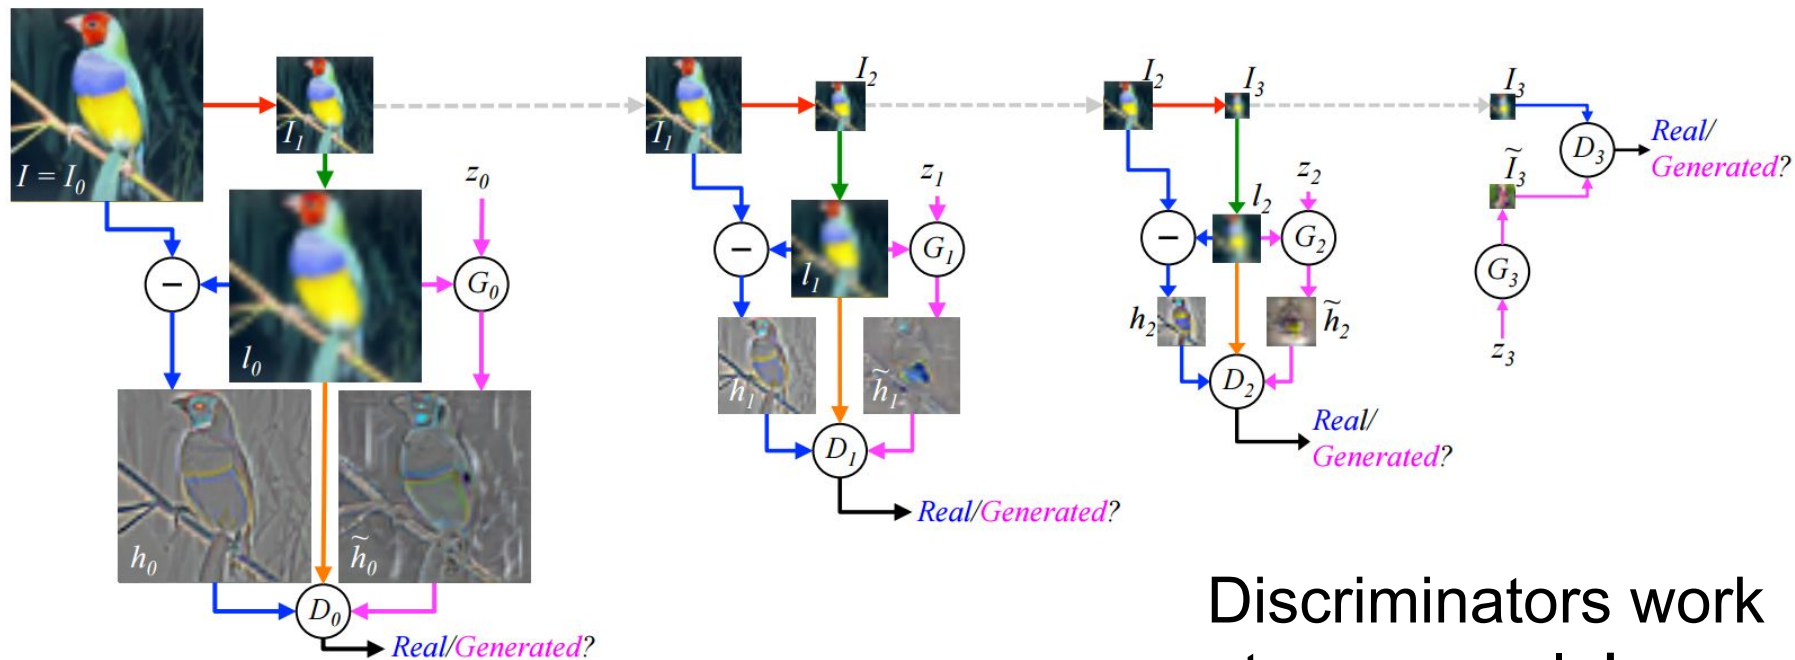 I = I₀
I₁
l₀
z₀
G₀
−
h₀
h̃₀
D₀
Real/Generated?
I₁
I₂
l₁
z₁
G₁
−
h₁
h̃₁
D₁
Real/Generated?
I₂
I₃
l₂
z₂
G₂
−
h₂
h̃₂
D₂
Real/
Generated?
I₃
Ĩ₃
G₃
z₃
D₃
Real/
Generated?
Discriminators work